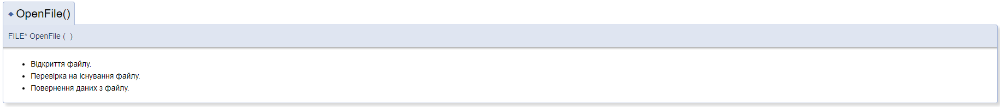 OpenFile()
FILE* OpenFile ( )
Відкриття файлу.
Перевірка на існування файлу.
Повернення даних з файлу.